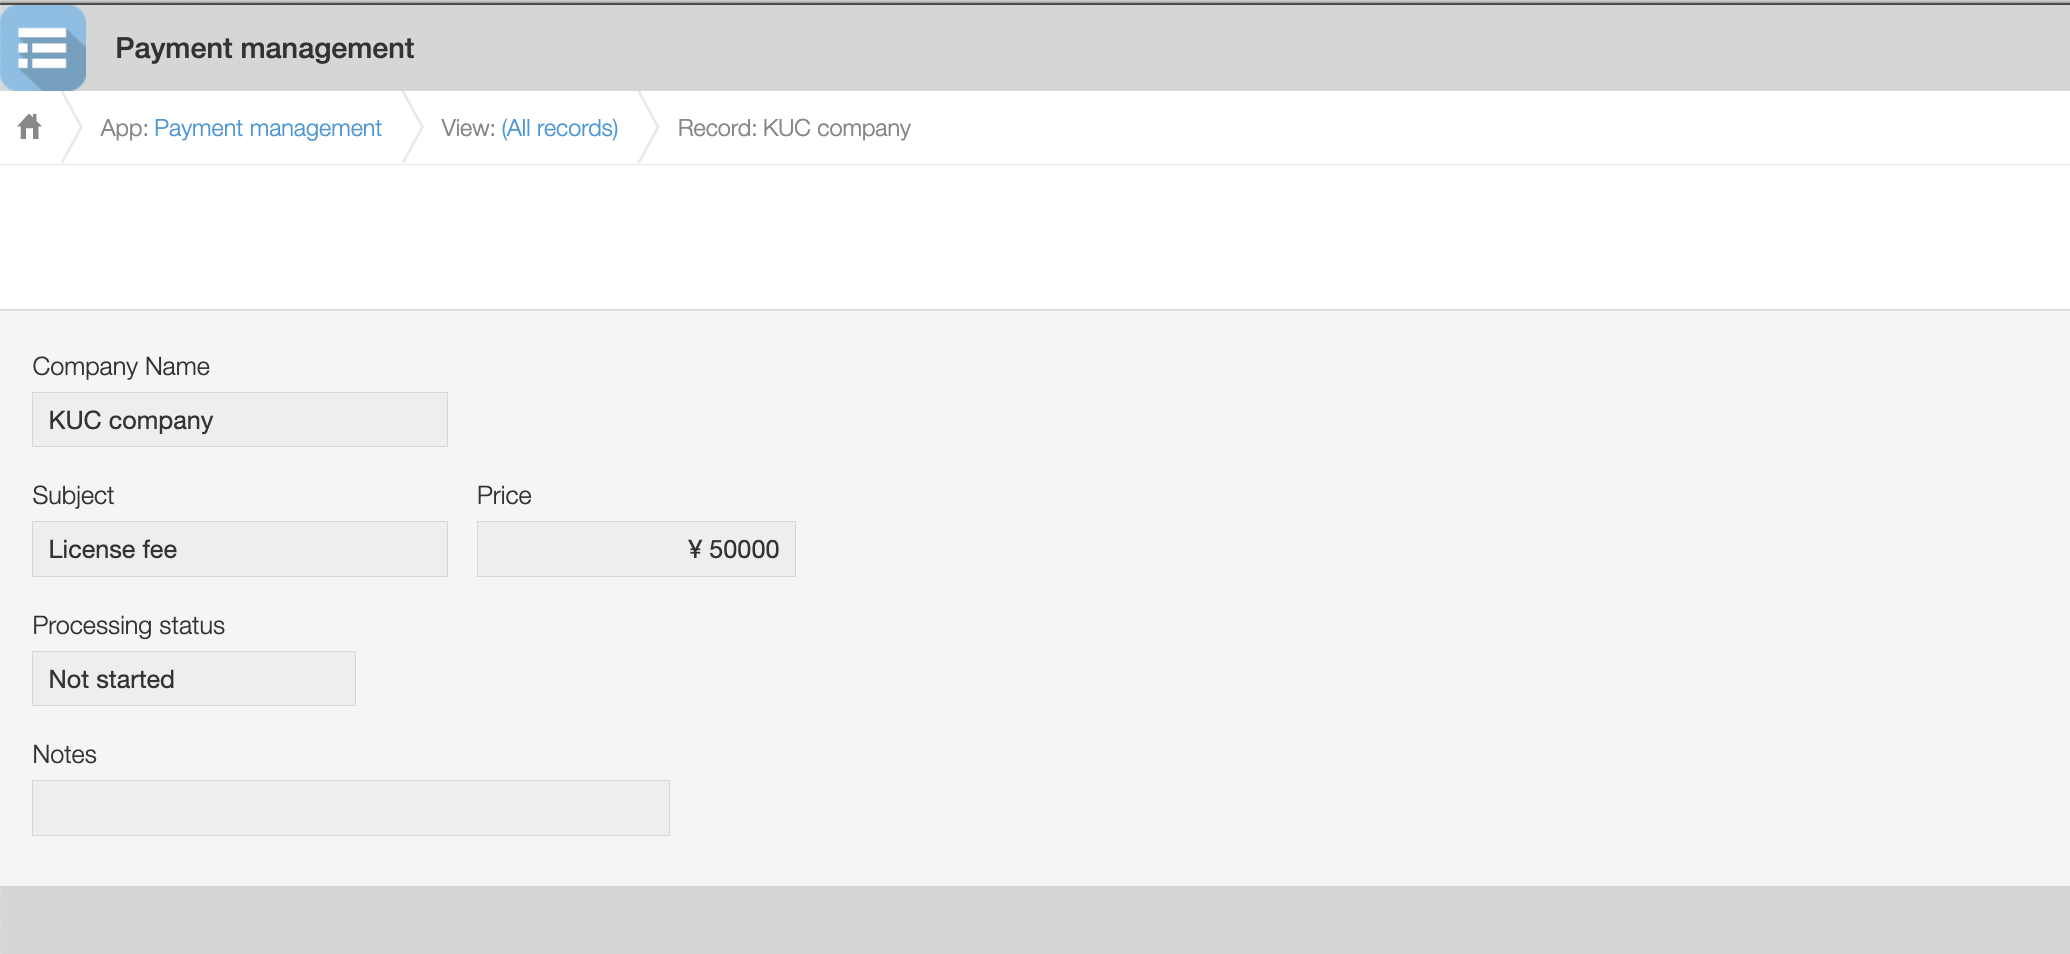 Payment management
App: Payment management View: (All records) Record: KUC company
Company Name
KUC company
Subject Price
License fee ¥ 50000
Processing status
Not started
Notes